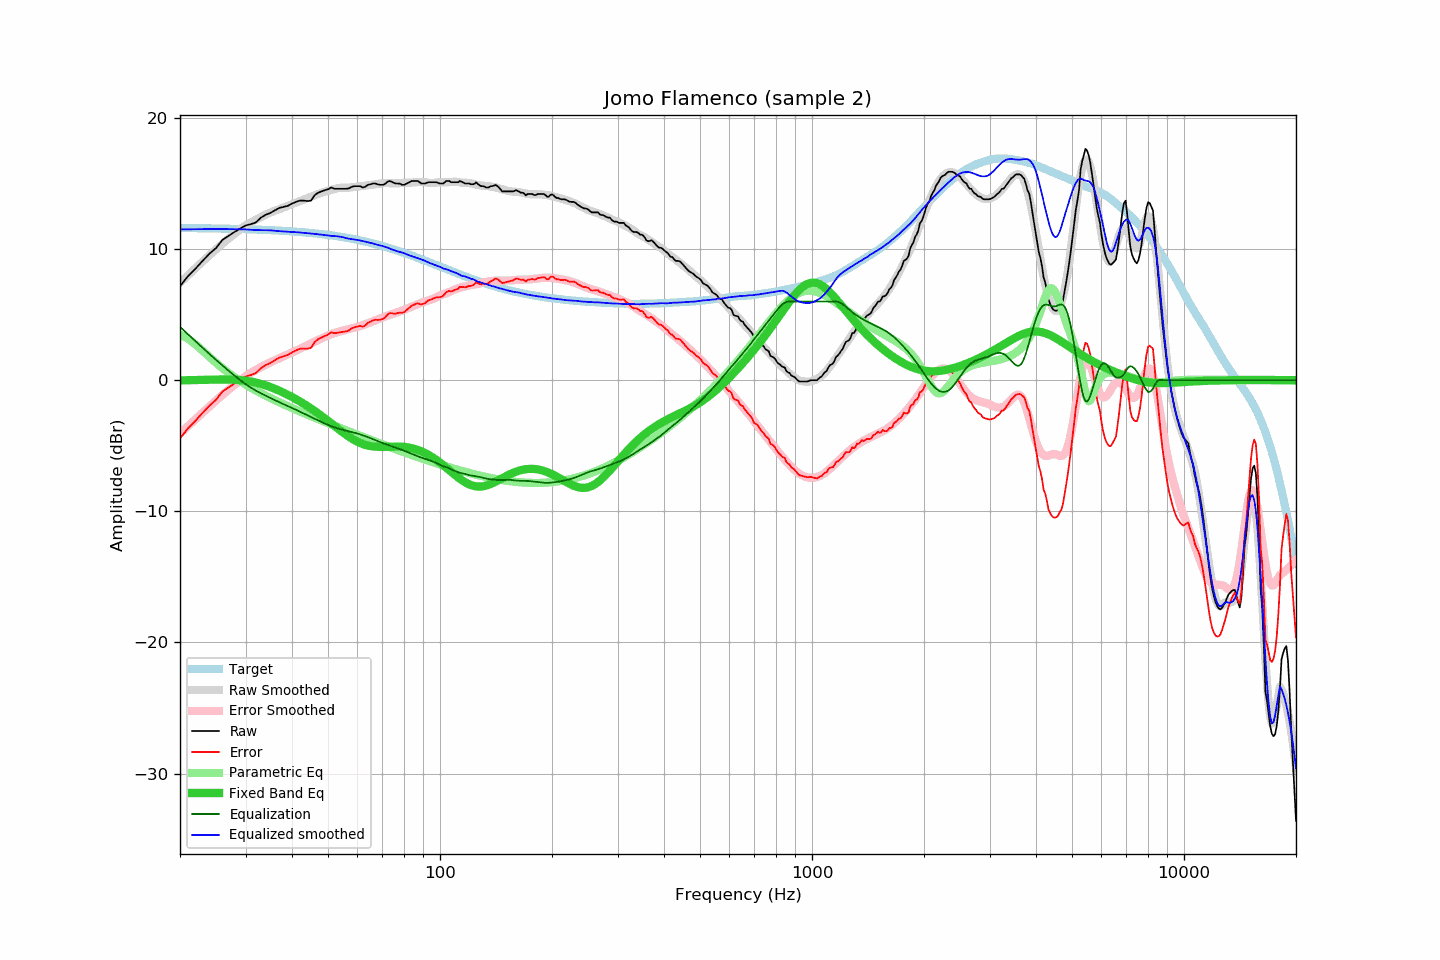 Jomo Flamenco (sample 2)
20
10
0
−10
−20
−30
Amplitude (dBr)
Target
Raw Smoothed
Error Smoothed
Raw
Error
Parametric Eq
Fixed Band Eq
Equalization
Equalized smoothed
100
1000
10000
Frequency (Hz)